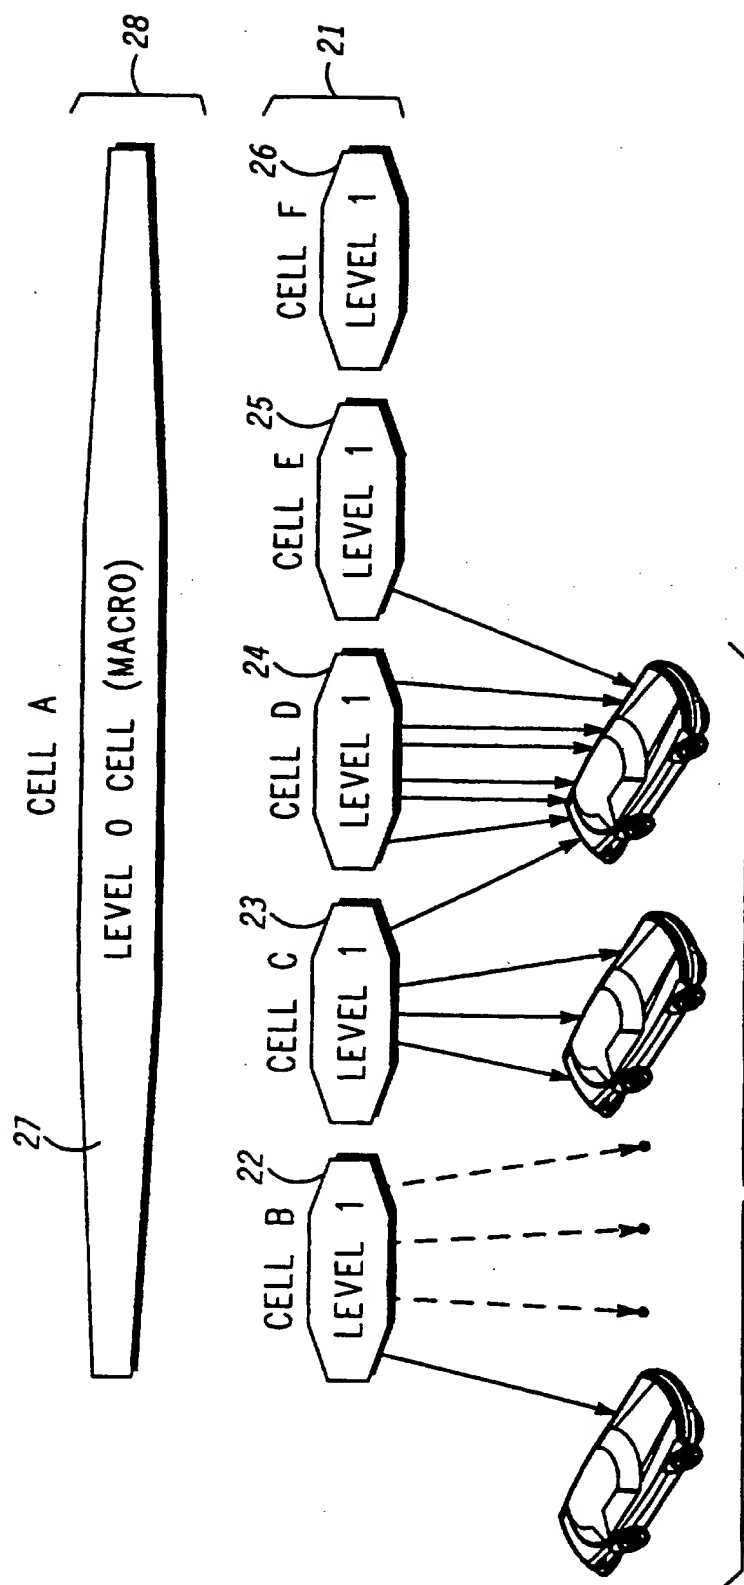 CELL A
27
LEVEL 0 CELL (MACRO)
28
CELL B
22
LEVEL 1
CELL C
23
LEVEL 1
CELL D
24
LEVEL 1
CELL E
25
LEVEL 1
CELL F
26
LEVEL 1
21